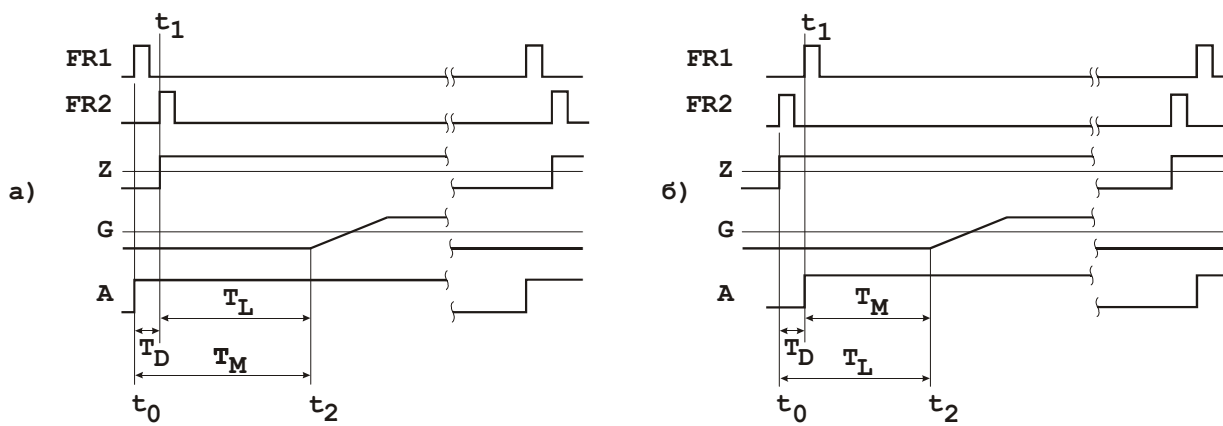 t1
FR1
FR2
Z
а)
G
A
TL
TD
TM
t0
t2
t1
FR1
FR2
Z
б)
G
A
TM
TD
TL
t0
t2